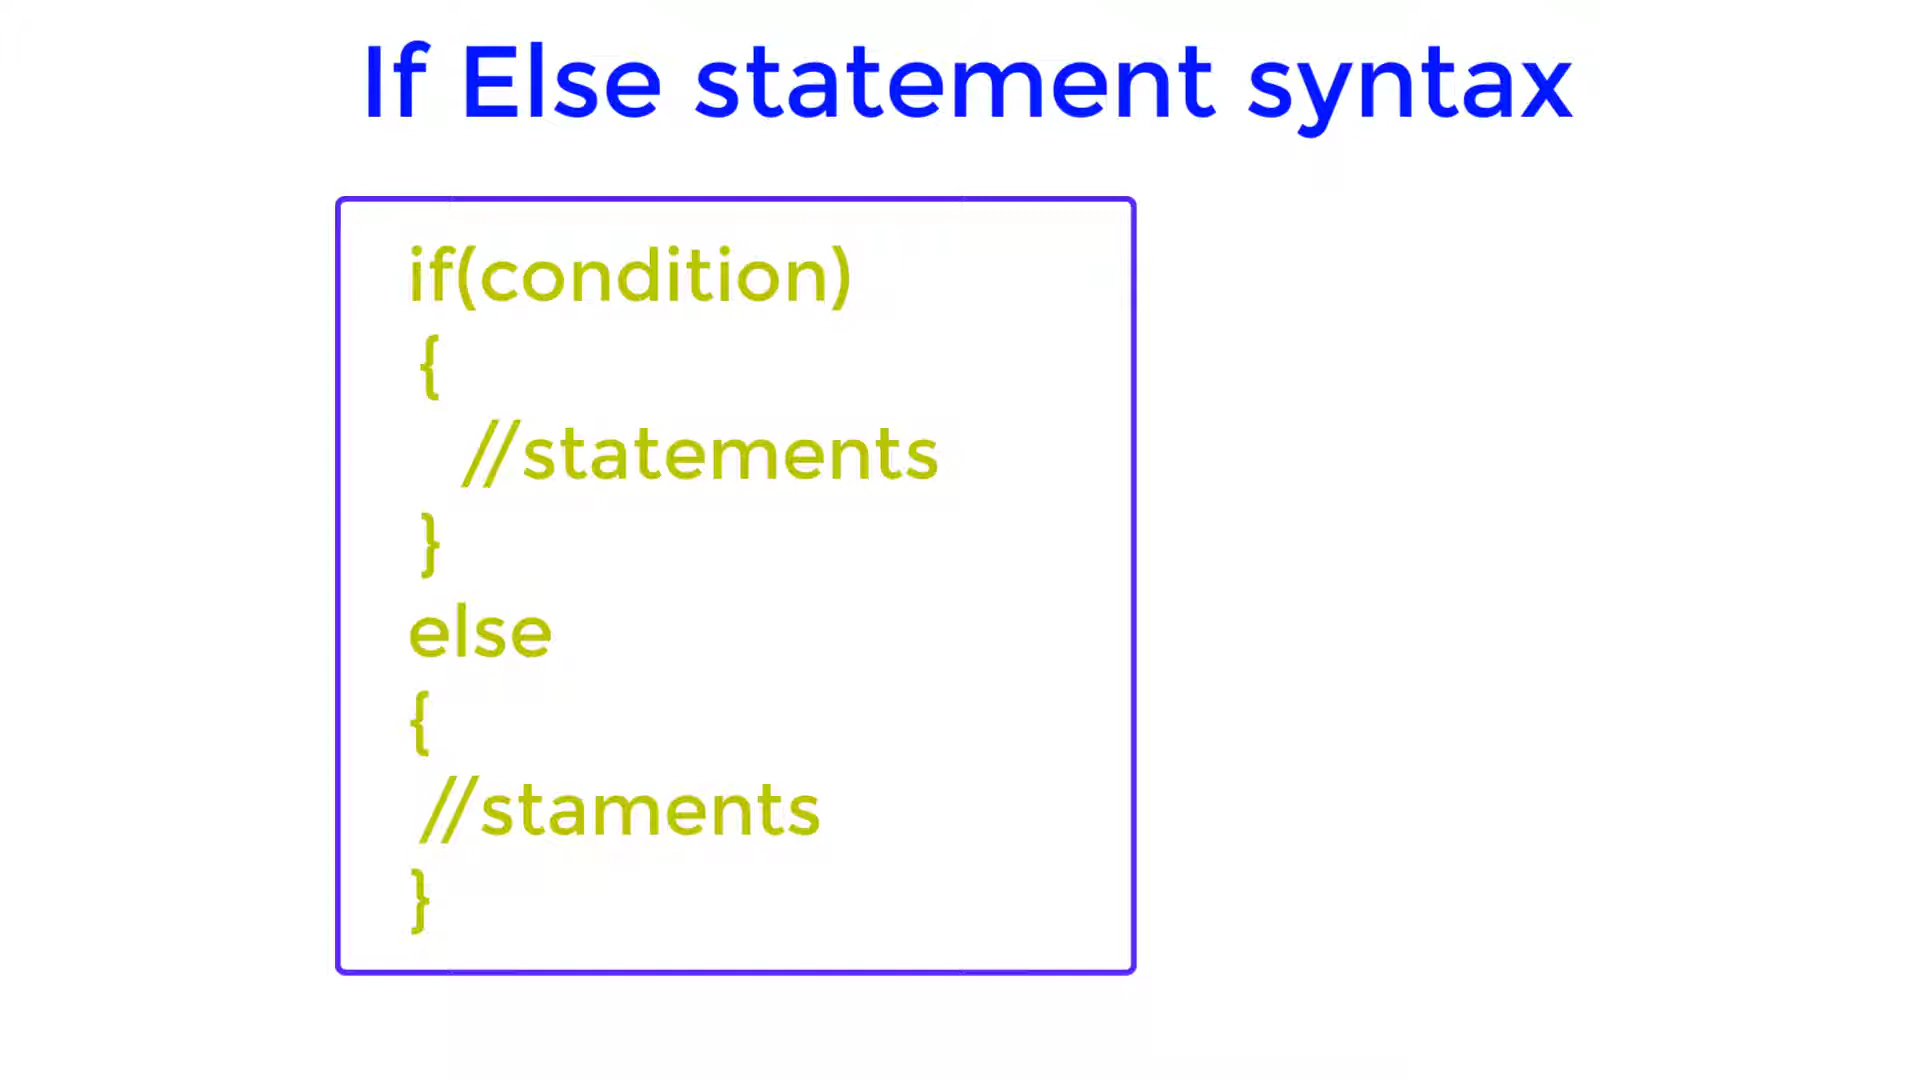 If Else statement syntax
if(condition)
{
//statements
}
else
{
//staments
}